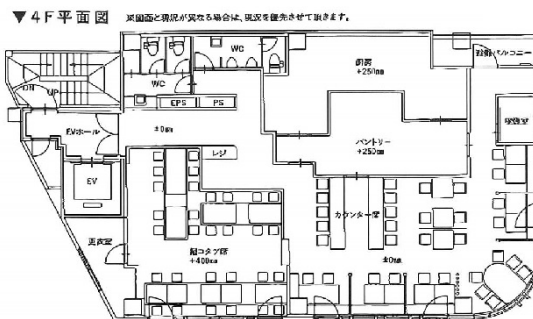 ▼4F平面図 ※図面と現況が異なる場合は、現況を優先させて頂きます。
WC
厨房
+250㎜
DN
UP
WC
EPS
PS
EVホール
±0㎜
パントリー
+250㎜
レジ
EV
カウンター席
更衣室
掘コタツ席
+400㎜
±0㎜